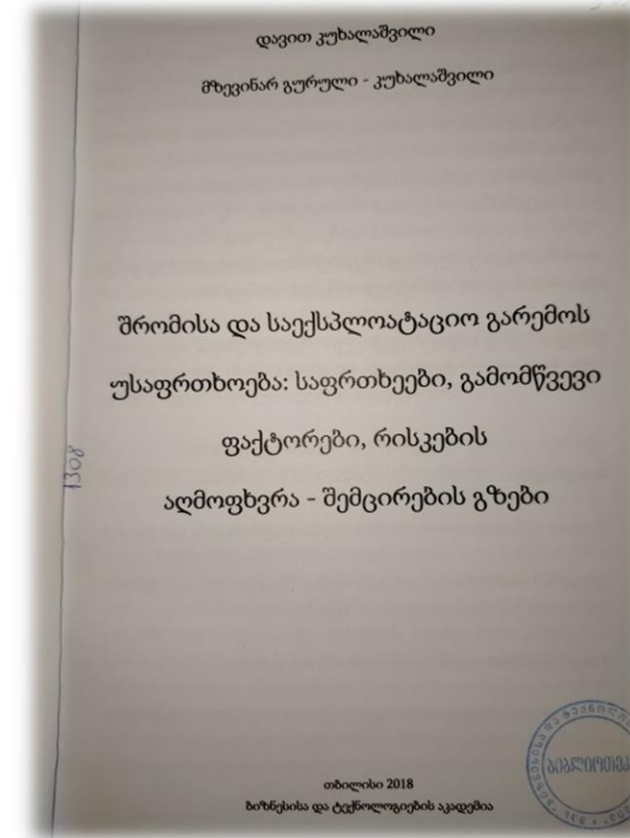 დავით კუხალაშვილი
მზევინარ გურული - კუხალაშვილი
შრომისა და საექსპლოატაციო გარემოს
უსაფრთხოება: საფრთხეები, გამომწვევი
ფაქტორები, რისკების
აღმოფხვრა - შემცირების გზები
1308
თბილისი 2018
ბიზნესისა და ტექნოლოგიების აკადემია